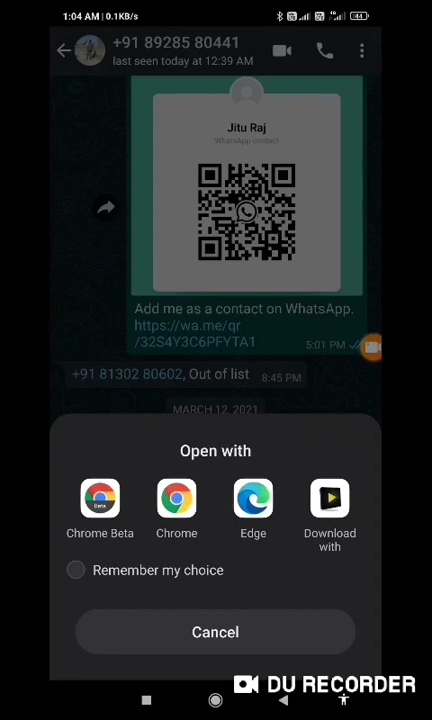 1:04 AM | 0.1KB/s
44
+91 89285 80441
last seen today at 12:39 AM
Jitu Raj
WhatsApp contact
Add me as a contact on WhatsApp.
https://wa.me/qr
/32S4Y3C6PFYTA1
5:01 PM
+91 81302 80602, Out of list
8:45 PM
MARCH 12, 2021
Open with
Beta
Chrome Beta
Chrome
Edge
Download
with
Remember my choice
Cancel
DU RECORDER